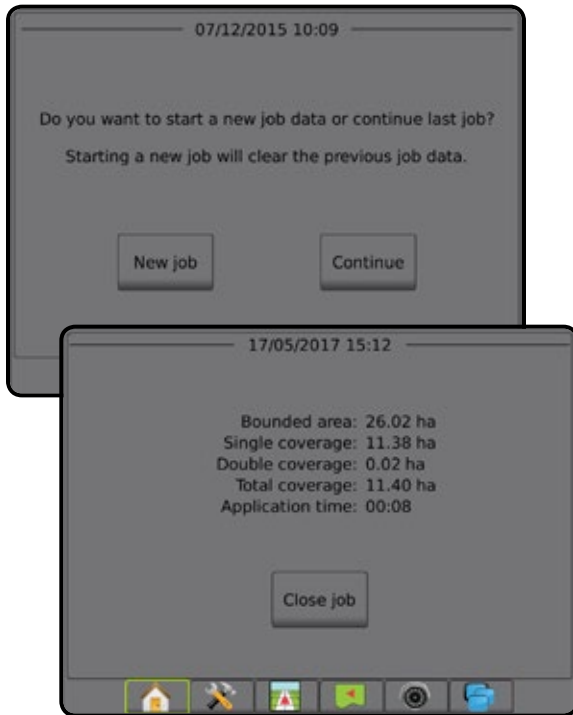 07/12/2015 10:09
Do you want to start a new job data or continue last job?
Starting a new job will clear the previous job data.
New job
Continue
17/05/2017 15:12
Bounded area: 26.02 ha
Single coverage: 11.38 ha
Double coverage: 0.02 ha
Total coverage: 11.40 ha
Application time: 00:08
Close job